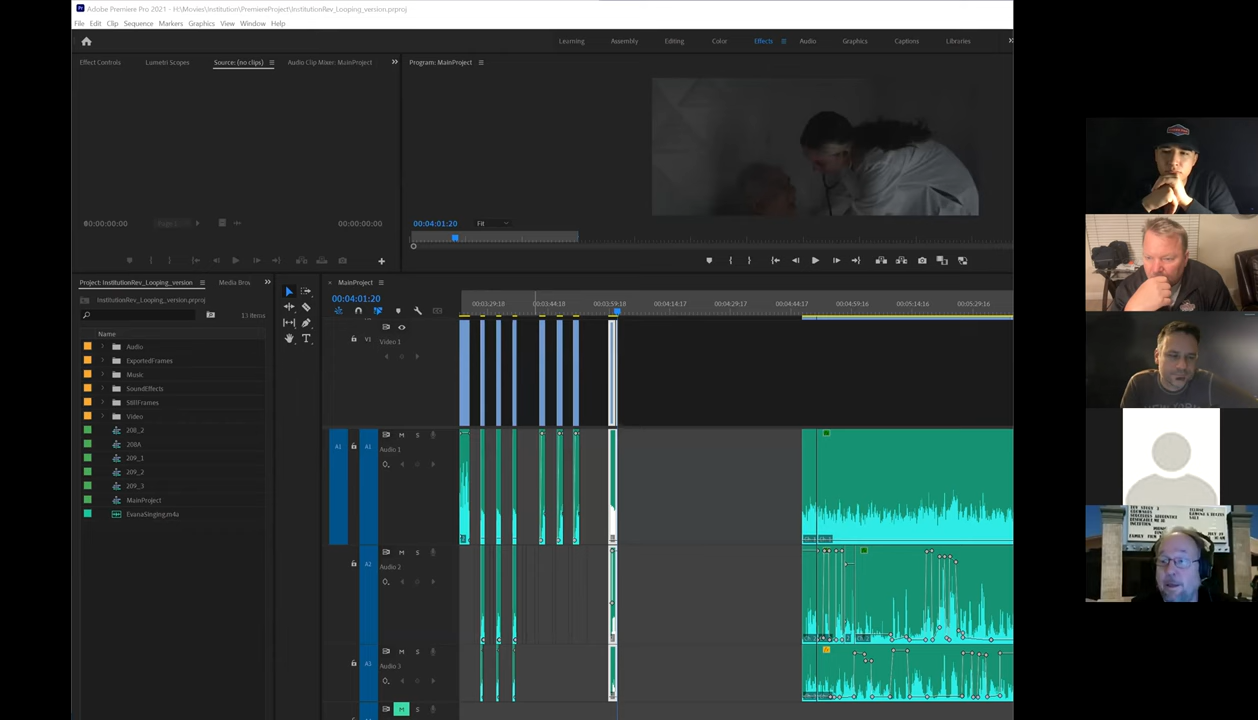 Adobe Premiere Pro 2021 - H:\Movies\Institution\PremiereProject\InstitutionRev_Looping_version.prproj
File Edit Clip Sequence Markers Graphics View Window Help
Learning Assembly Editing Color Effects Audio Graphics Captions Libraries
Effect Controls Lumetri Scopes Source: (no clips) Audio Clip Mixer: MainProject
Program: MainProject
00:00:00:00 00:00:00:00
00:04:01:20 Fit
Project: InstitutionRev_Looping_version Media Bro
InstitutionRev_Looping_version.prproj
13 Items
Name
Audio
ExportedFrames
Music
SoundEffects
StillFrames
Video
208_2
208A
209_1
209_2
209_3
MainProject
EvanaSinging.m4a
MainProject
00:04:01:20
00:03:29:18 00:03:44:18 00:03:59:18 00:04:14:17 00:04:29:17 00:04:44:17 00:04:59:16 00:05:14:16 00:05:29:16
V1 Video 1
A1 A1 M S
Audio 1
A2 M S
Audio 2
A3 M S
Audio 3
M S